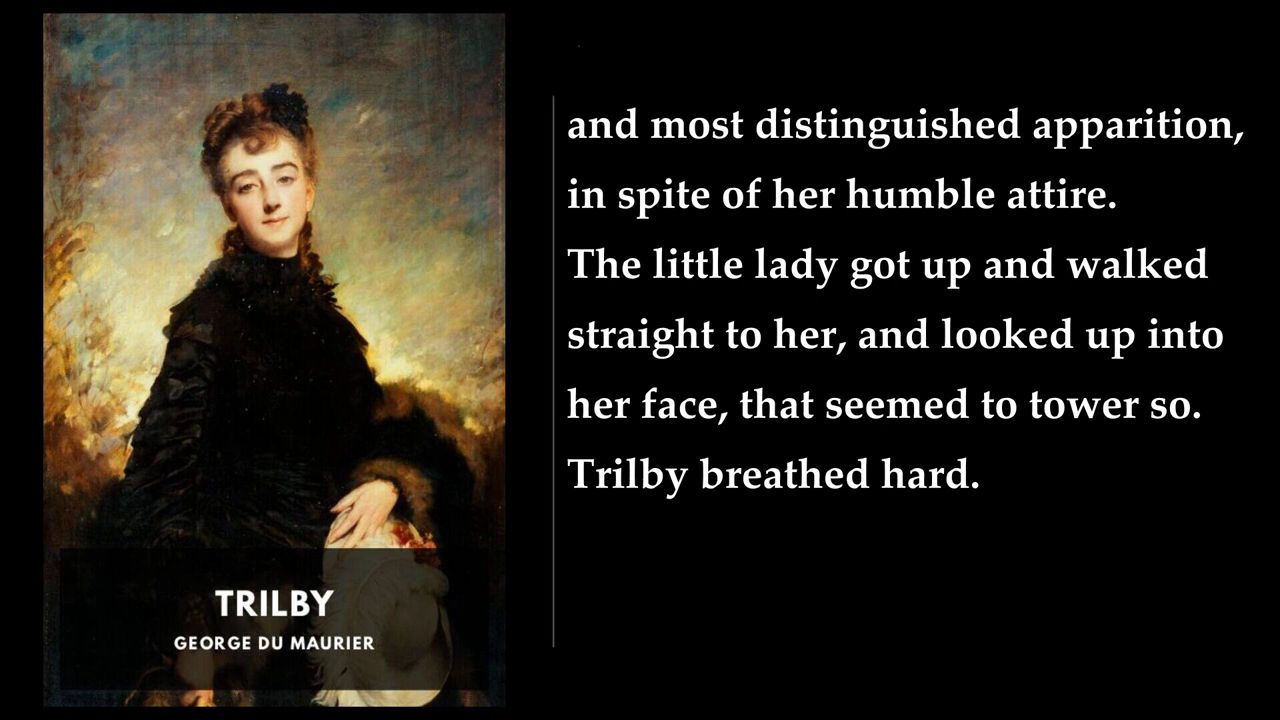 and most distinguished apparition,
in spite of her humble attire.
The little lady got up and walked
straight to her, and looked up into
her face, that seemed to tower so.
Trilby breathed hard.
TRILBY
GEORGE DU MAURIER